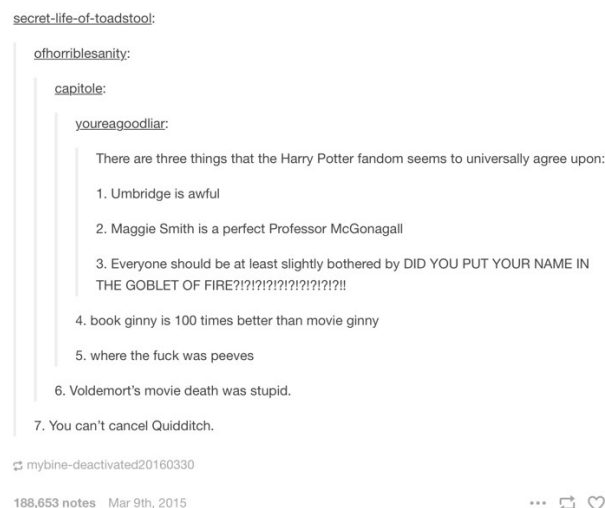 secret-life-of-toadstool:
ofhorriblesanity:
capitole:
youreagoodliar:
There are three things that the Harry Potter fandom seems to universally agree upon:
1. Umbridge is awful
2. Maggie Smith is a perfect Professor McGonagall
3. Everyone should be at least slightly bothered by DID YOU PUT YOUR NAME IN
THE GOBLET OF FIRE?!?!?!?!?!?!?!?!?!?!!
4. book ginny is 100 times better than movie ginny
5. where the fuck was peeves
6. Voldemort's movie death was stupid.
7. You can't cancel Quidditch.
mybine-deactivated20160330
188,653 notes Mar 9th, 2015